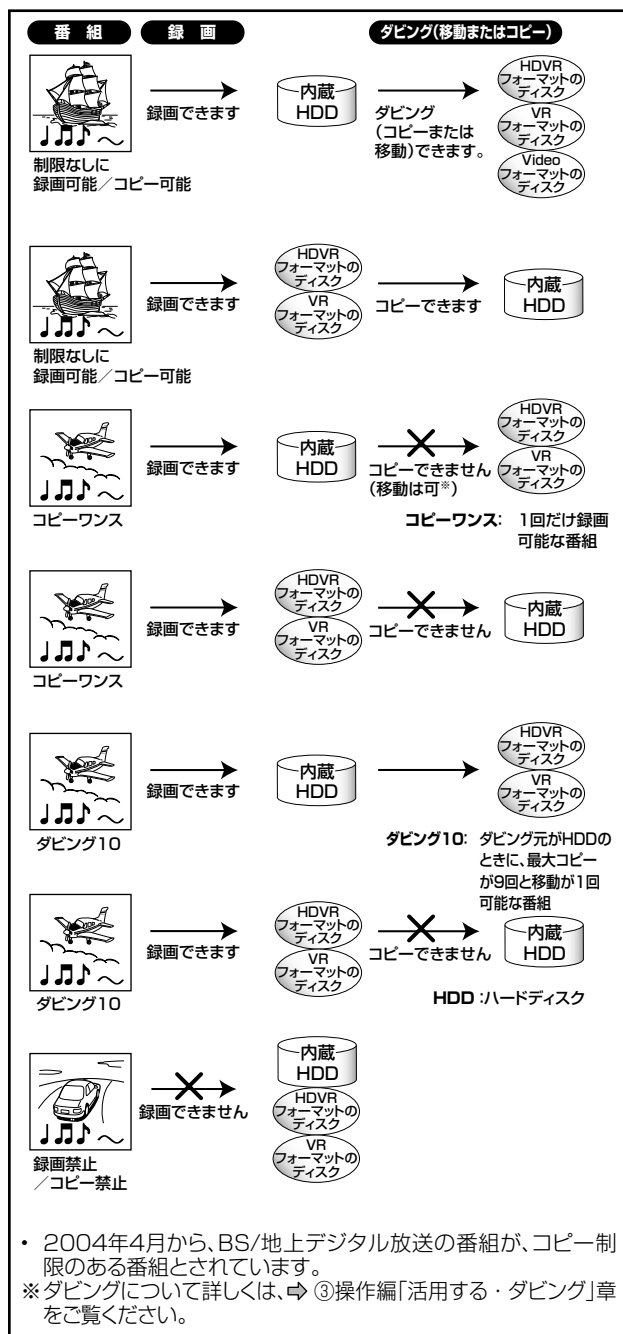 番 組 録 画 ダビング(移動またはコピー)
録画できます
内蔵
HDD
ダビング
(コピーまたは
移動)できます。
HDVR
フォーマットの
ディスク
VR
フォーマットの
ディスク
Video
フォーマットの
ディスク
制限なしに
録画可能/コピー可能
録画できます
HDVR
フォーマットの
ディスク
VR
フォーマットの
ディスク
コピーできます
内蔵
HDD
制限なしに
録画可能/コピー可能
録画できます
内蔵
HDD
コピーできません
(移動は可※)
HDVR
フォーマットの
ディスク
VR
フォーマットの
ディスク
コピーワンス
コピーワンス: 1回だけ録画
可能な番組
録画できます
HDVR
フォーマットの
ディスク
VR
フォーマットの
ディスク
コピーできません
内蔵
HDD
コピーワンス
録画できます
内蔵
HDD
HDVR
フォーマットの
ディスク
VR
フォーマットの
ディスク
ダビング10
ダビング10: ダビング元がHDDの
ときに、最大コピー
が9回と移動が1回
可能な番組
録画できます
HDVR
フォーマットの
ディスク
VR
フォーマットの
ディスク
コピーできません
内蔵
HDD
ダビング10
HDD :ハードディスク
録画できません
内蔵
HDD
HDVR
フォーマットの
ディスク
VR
フォーマットの
ディスク
録画禁止
/コピー禁止
• 2004年4月から、BS/地上デジタル放送の番組が、コピー制
限のある番組とされています。
※ダビングについて詳しくは、⇨ ③操作編「活用する・ダビング」章
をご覧ください。